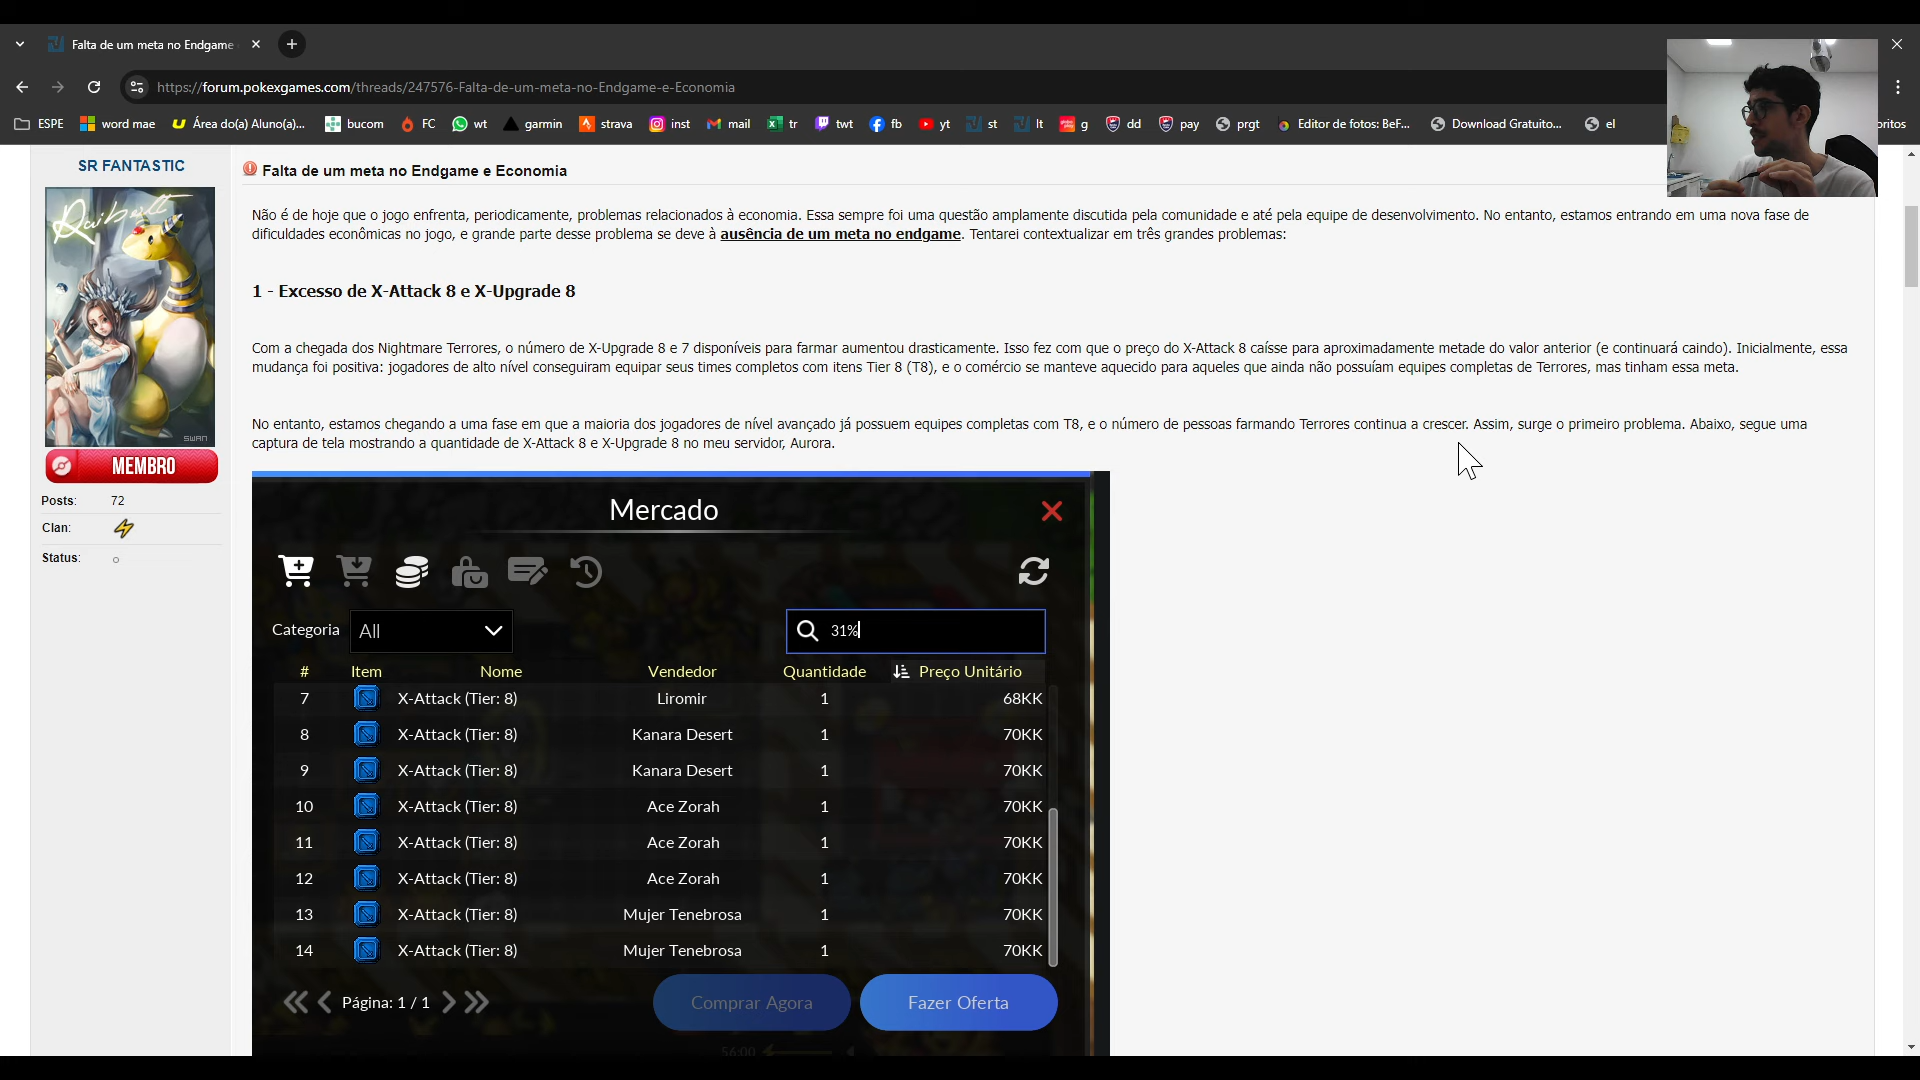 Falta de um meta no Endgame
https://forum.pokexgames.com/threads/247576-Falta-de-um-meta-no-Endgame-e-Economia
ESPE
word mae
Área do(a) Aluno(a)...
bucom
FC
wt
garmin
strava
inst
mail
tr
twt
fb
yt
st
lt
g
dd
pay
prgt
Editor de fotos: BeF...
Download Gratuito...
el
oritos
SR FANTASTIC
SWAN
MEMBRO
Posts: 72
Clan:
Status:
Falta de um meta no Endgame e Economia
Não é de hoje que o jogo enfrenta, periodicamente, problemas relacionados à economia. Essa sempre foi uma questão amplamente discutida pela comunidade e até pela equipe de desenvolvimento. No entanto, estamos entrando em uma nova fase de
dificuldades econômicas no jogo, e grande parte desse problema se deve à ausência de um meta no endgame. Tentarei contextualizar em três grandes problemas:
1 - Excesso de X-Attack 8 e X-Upgrade 8
Com a chegada dos Nightmare Terrores, o número de X-Upgrade 8 e 7 disponíveis para farmar aumentou drasticamente. Isso fez com que o preço do X-Attack 8 caísse para aproximadamente metade do valor anterior (e continuará caindo). Inicialmente, essa
mudança foi positiva: jogadores de alto nível conseguiram equipar seus times completos com itens Tier 8 (T8), e o comércio se manteve aquecido para aqueles que ainda não possuíam equipes completas de Terrores, mas tinham essa meta.
No entanto, estamos chegando a uma fase em que a maioria dos jogadores de nível avançado já possuem equipes completas com T8, e o número de pessoas farmando Terrores continua a crescer. Assim, surge o primeiro problema. Abaixo, segue uma
captura de tela mostrando a quantidade de X-Attack 8 e X-Upgrade 8 no meu servidor, Aurora.
Mercado
Categoria All 31%
# Item Nome Vendedor Quantidade Preço Unitário
7 X-Attack (Tier: 8) Liromir 1 68KK
8 X-Attack (Tier: 8) Kanara Desert 1 70KK
9 X-Attack (Tier: 8) Kanara Desert 1 70KK
10 X-Attack (Tier: 8) Ace Zorah 1 70KK
11 X-Attack (Tier: 8) Ace Zorah 1 70KK
12 X-Attack (Tier: 8) Ace Zorah 1 70KK
13 X-Attack (Tier: 8) Mujer Tenebrosa 1 70KK
14 X-Attack (Tier: 8) Mujer Tenebrosa 1 70KK
Página: 1 / 1 Comprar Agora Fazer Oferta
56:00